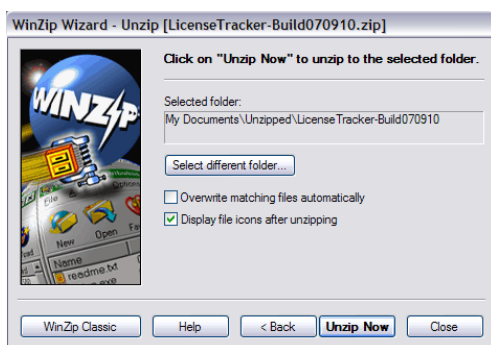 WinZip Wizard - Unzip [LicenseTracker-Build070910.zip]
Click on "Unzip Now" to unzip to the selected folder.
WINZIP
Selected folder:
My Documents\Unzipped\LicenseTracker-Build070910
Select different folder...
Overwrite matching files automatically
Display file icons after unzipping
File
Options
New
Open
Name
readme.txt
WinZip Classic
Help
< Back
Unzip Now
Close